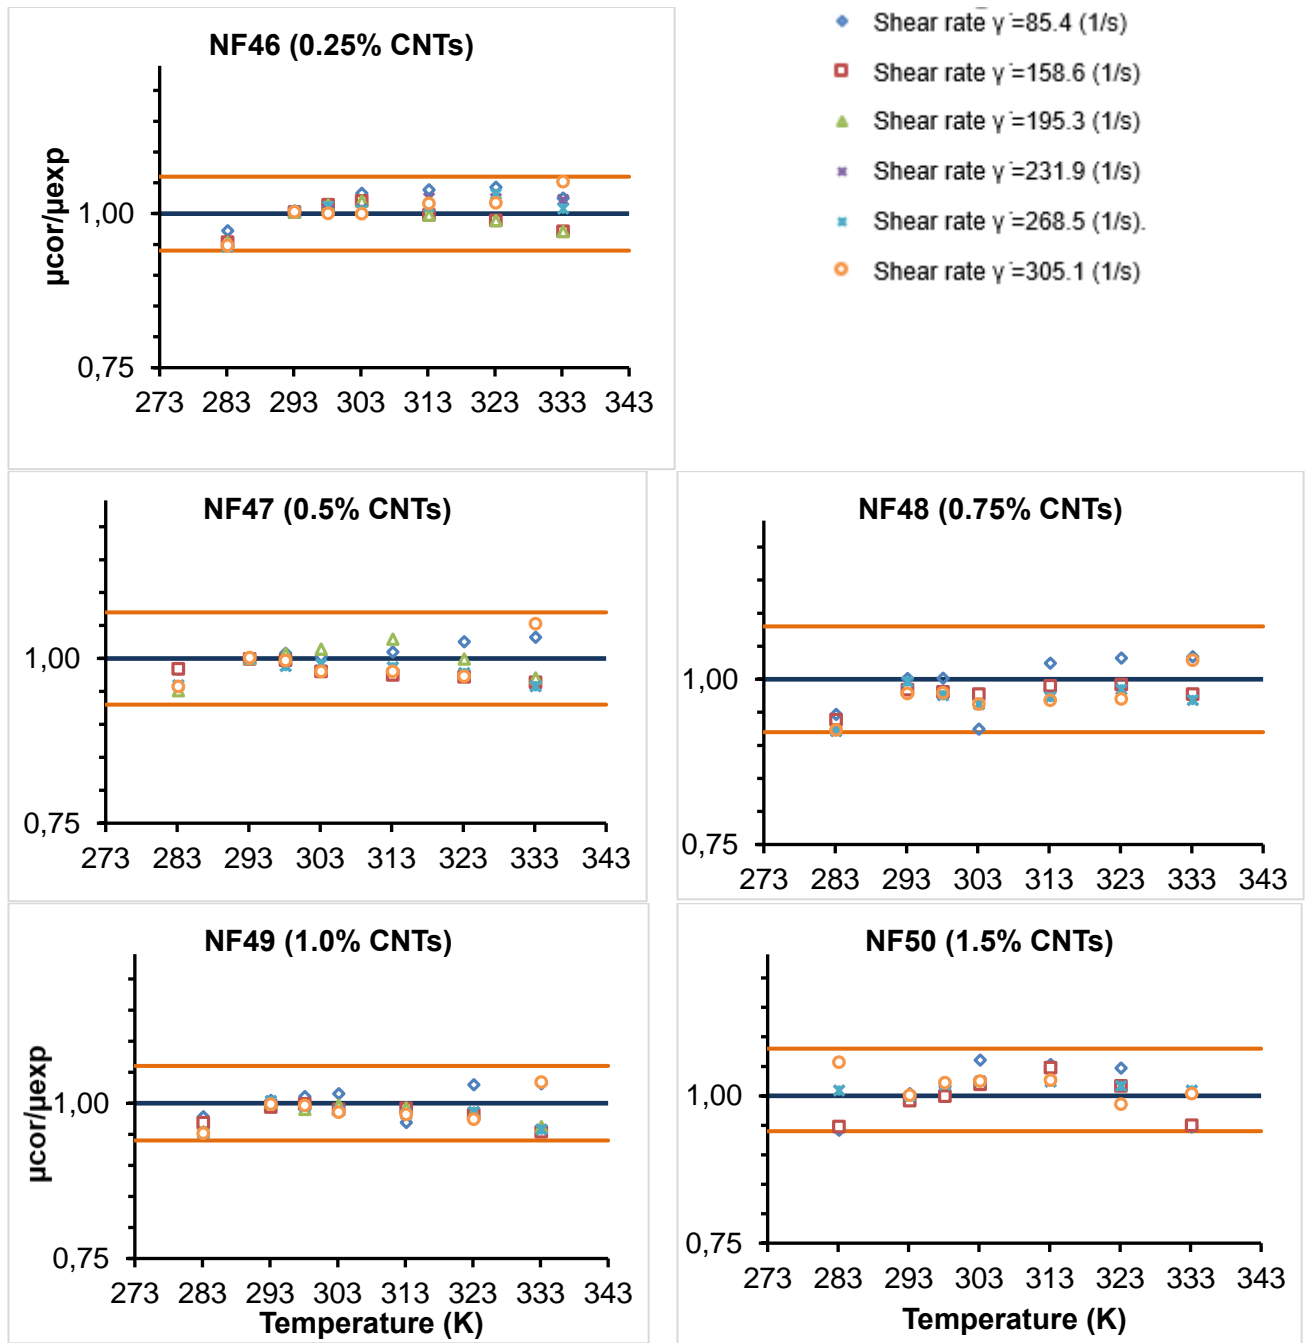 NF46 (0.25% CNTs)
μcor/μexp
1,00
0,75
273 283 293 303 313 323 333 343
Shear rate γ˙=85.4 (1/s)
Shear rate γ˙=158.6 (1/s)
Shear rate γ˙=195.3 (1/s)
Shear rate γ˙=231.9 (1/s)
Shear rate γ˙=268.5 (1/s).
Shear rate γ˙=305.1 (1/s)
NF47 (0.5% CNTs)
1,00
0,75
273 283 293 303 313 323 333 343
NF48 (0.75% CNTs)
1,00
0,75
273 283 293 303 313 323 333 343
NF49 (1.0% CNTs)
μcor/μexp
1,00
0,75
273 283 293 303 313 323 333 343
Temperature (K)
NF50 (1.5% CNTs)
1,00
0,75
273 283 293 303 313 323 333 343
Temperature (K)